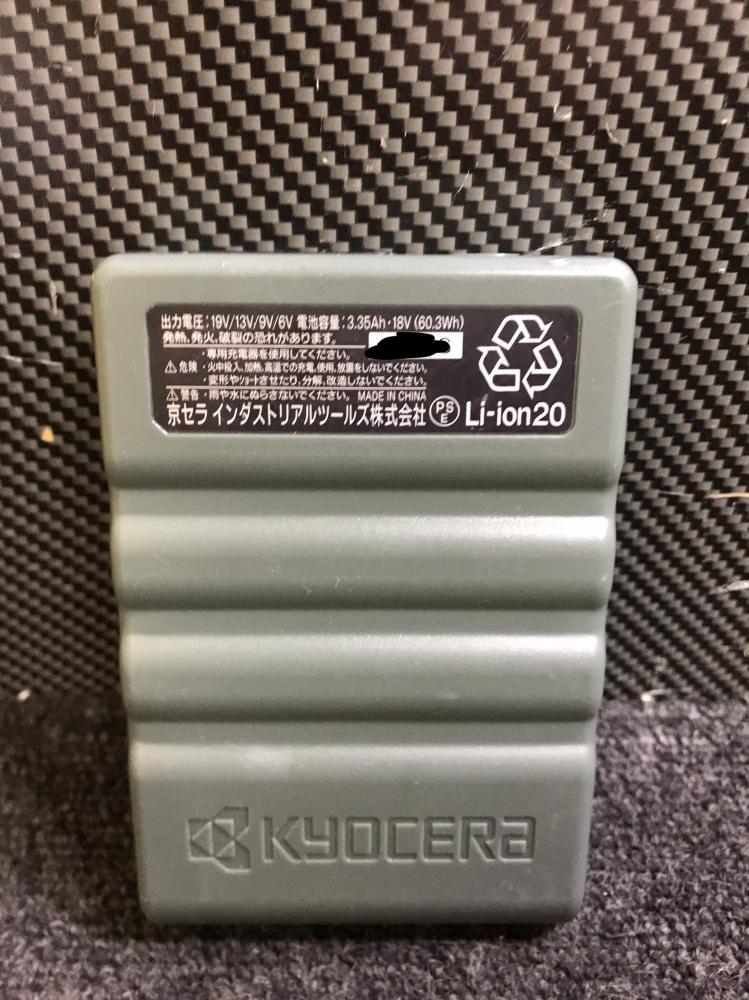 出力電圧：19V/13V/9V/6V 電池容量：3.35Ah・18V (60.3Wh)
発熱、発火、破裂の恐れがあります。
⚠危険
・専用充電器を使用してください。
・火中投入、加熱、高温での充電、使用、放置をしないでください。
・変形やショートさせたり、分解、改造しないでください。
⚠警告 ・雨や水にぬらさないでください。 MADE IN CHINA
京セラ インダストリアルツールズ株式会社 PSE Li-ion20
KYOCERA